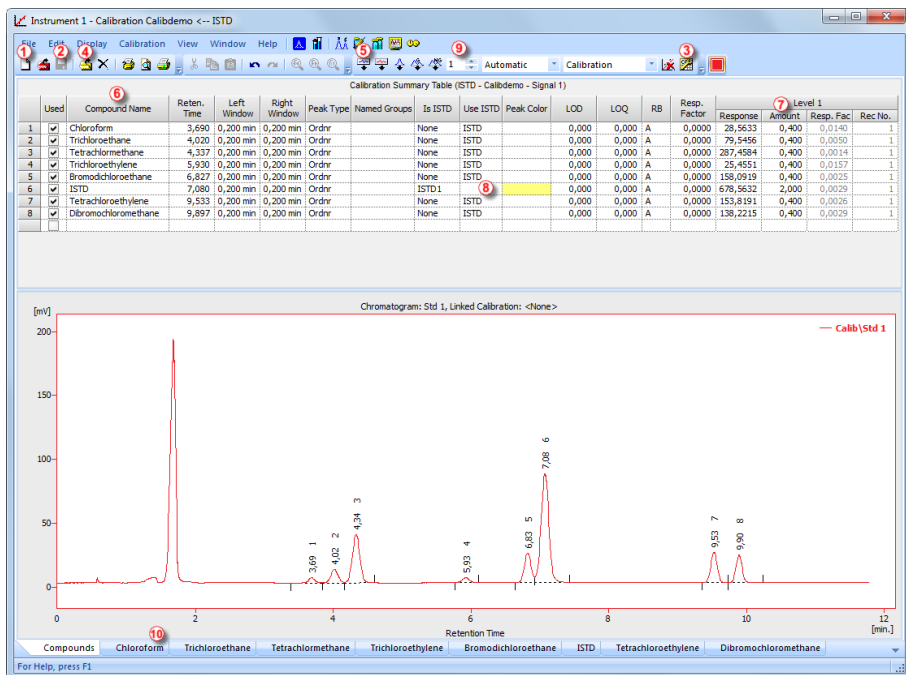 Instrument 1 - Calibration Calibdemo <-- ISTD
File Edit Display Calibration View Window Help
1 2 4 5 9 3
1 Automatic Calibration
Calibration Summary Table (ISTD - Calibdemo - Signal 1)
6 7
Used Compound Name Reten. Time Left Window Right Window Peak Type Named Groups Is ISTD Use ISTD Peak Color LOD LOQ RB Resp. Factor Level 1
Response Amount Resp. Fac Rec No.
1 Chloroform 3,690 0,200 min 0,200 min Ordnr None ISTD 0,000 0,000 A 0,0000 28,5633 0,400 0,0140 1
2 Trichloroethane 4,020 0,200 min 0,200 min Ordnr None ISTD 0,000 0,000 A 0,0000 79,5456 0,400 0,0050 1
3 Tetrachlormethane 4,337 0,200 min 0,200 min Ordnr None ISTD 0,000 0,000 A 0,0000 287,4584 0,400 0,0014 1
4 Trichloroethylene 5,930 0,200 min 0,200 min Ordnr None ISTD 0,000 0,000 A 0,0000 25,4551 0,400 0,0157 1
5 Bromodichloroethane 6,827 0,200 min 0,200 min Ordnr None ISTD 0,000 0,000 A 0,0000 158,0919 0,400 0,0025 1
6 ISTD 7,080 0,200 min 0,200 min Ordnr ISTD1 8 0,000 0,000 A 0,0000 678,5632 2,000 0,0029 1
7 Tetrachloroethylene 9,533 0,200 min 0,200 min Ordnr None ISTD 0,000 0,000 A 0,0000 153,8191 0,400 0,0026 1
8 Dibromochloromethane 9,897 0,200 min 0,200 min Ordnr None ISTD 0,000 0,000 A 0,0000 138,2215 0,400 0,0029 1
Chromatogram: Std 1, Linked Calibration: <None>
[mV]
Calib\Std 1
200
150
100
50
0
3,69 1
4,02 2
4,34 3
5,93 4
6,83 5
7,08 6
9,53 7
9,90 8
0 2 4 6 8 10 12
Retention Time [min.]
10
Compounds Chloroform Trichloroethane Tetrachlormethane Trichloroethylene Bromodichloroethane ISTD Tetrachloroethylene Dibromochloromethane
For Help, press F1